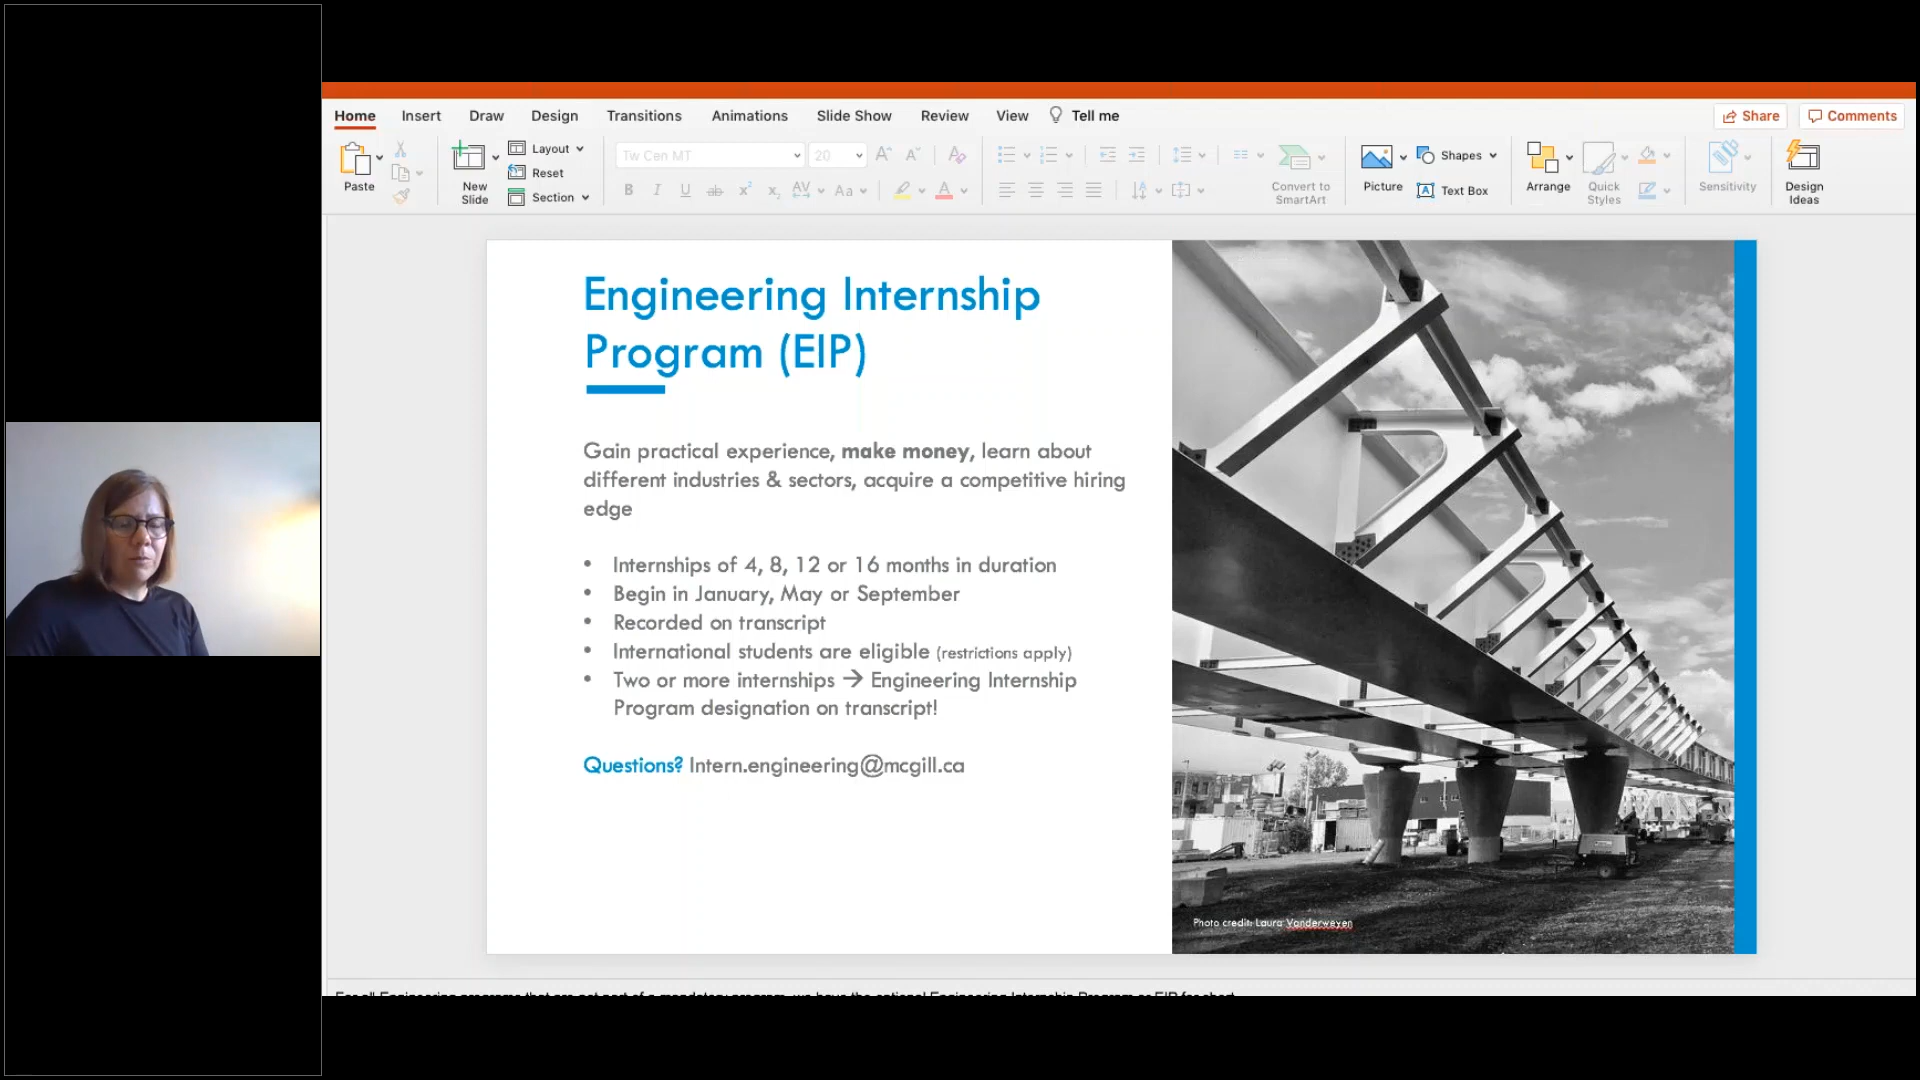 Home Insert Draw Design Transitions Animations Slide Show Review View Tell me Share Comments
Paste
New
Slide
Layout
Reset
Section
Tw Cen MT 20
Convert to
SmartArt
Picture
Shapes
Text Box
Arrange
Quick
Styles
Sensitivity
Design
Ideas
Engineering Internship
Program (EIP)
Gain practical experience, make money, learn about
different industries & sectors, acquire a competitive hiring
edge
• Internships of 4, 8, 12 or 16 months in duration
• Begin in January, May or September
• Recorded on transcript
• International students are eligible (restrictions apply)
• Two or more internships → Engineering Internship
Program designation on transcript!
Questions? Intern.engineering@mcgill.ca
Photo credit: Laura Vanderweyen